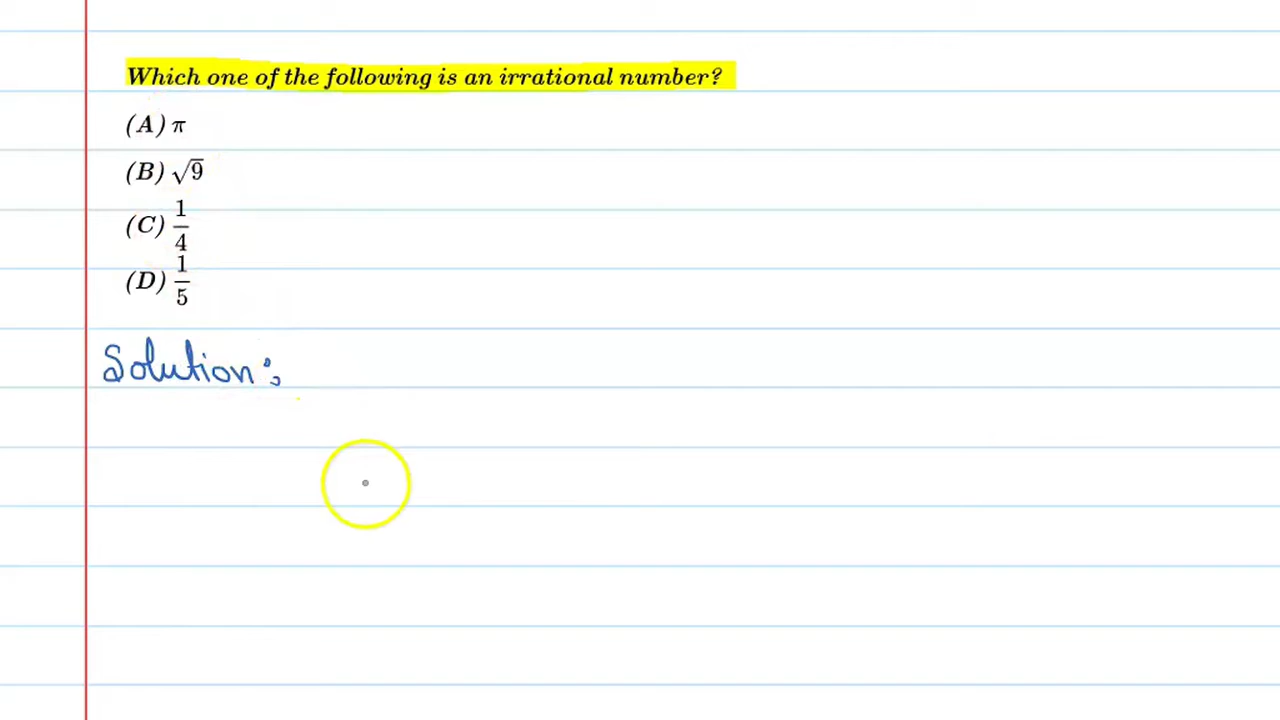 Which one of the following is an irrational number?
(A) π
(B) √9
(C) 1/4
(D) 1/5
Solution: